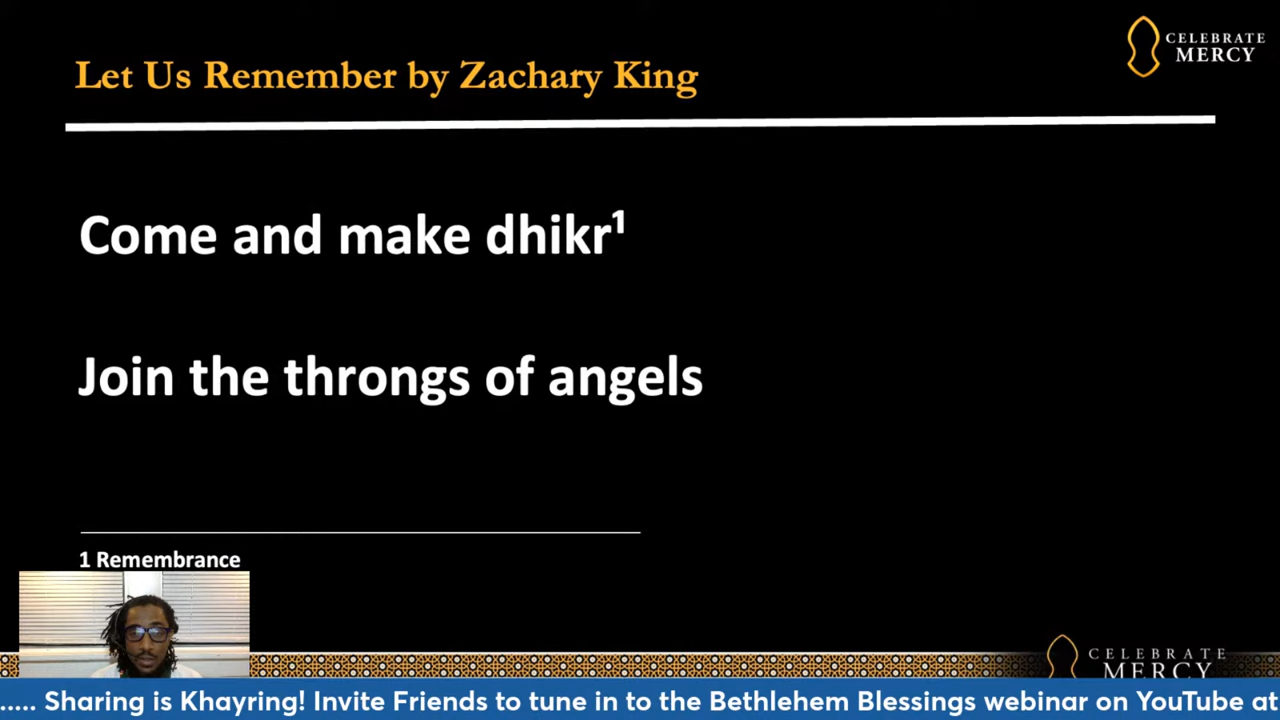 Let Us Remember by Zachary King
CELEBRATE
MERCY
Come and make dhikr¹
Join the throngs of angels
1 Remembrance
CELEBRATE
MERCY
..... Sharing is Khayring! Invite Friends to tune in to the Bethlehem Blessings webinar on YouTube at